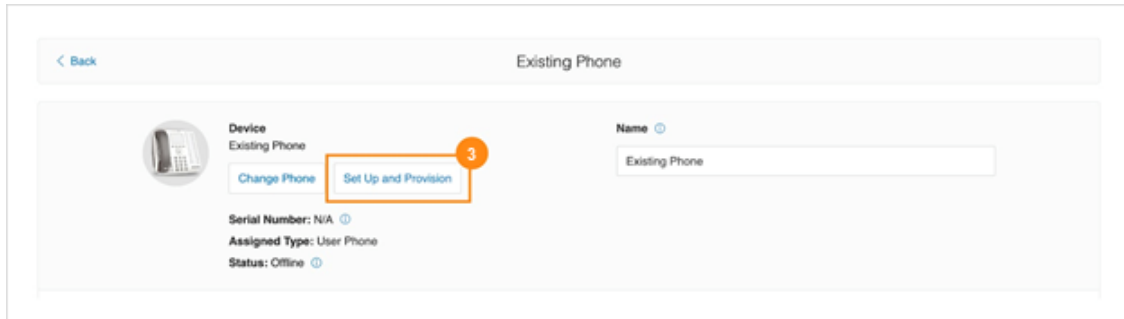 < Back
Existing Phone
Device
Existing Phone
Change Phone
Set Up and Provision
3
Serial Number: N/A
Assigned Type: User Phone
Status: Offline
Name
Existing Phone